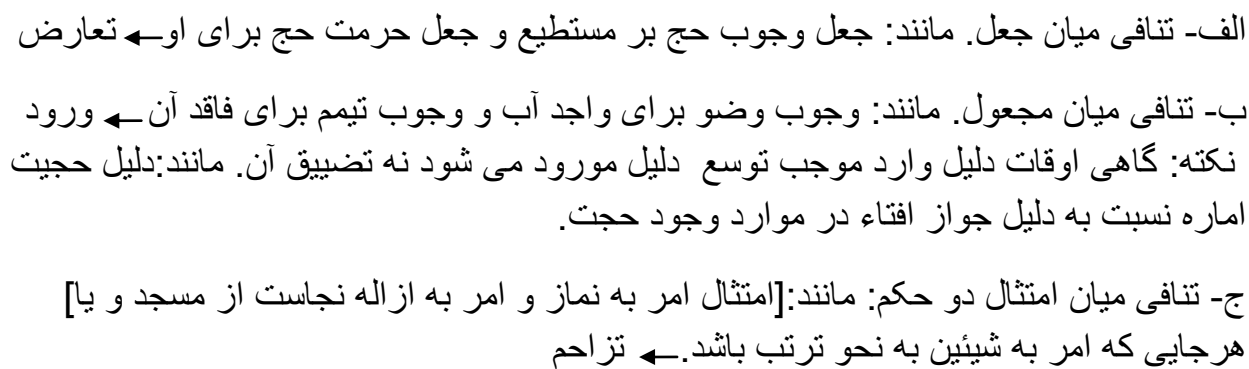 الف- تنافی میان جعل. مانند: جعل وجوب حج بر مستطیع و جعل حرمت حج برای او← تعارض
ب- تنافی میان مجعول. مانند: وجوب وضو برای واجد آب و وجوب تیمم برای فاقد آن← ورود
نکته: گاهی اوقات دلیل وارد موجب توسع دلیل مورود می شود نه تضییق آن. مانند:دلیل حجیت
اماره نسبت به دلیل جواز افتاء در موارد وجود حجت.
ج- تنافی میان امتثال دو حکم: مانند:[امتثال امر به نماز و امر به ازاله نجاست از مسجد و یا]
هرجایی که امر به شیئین به نحو ترتب باشد.← تزاحم